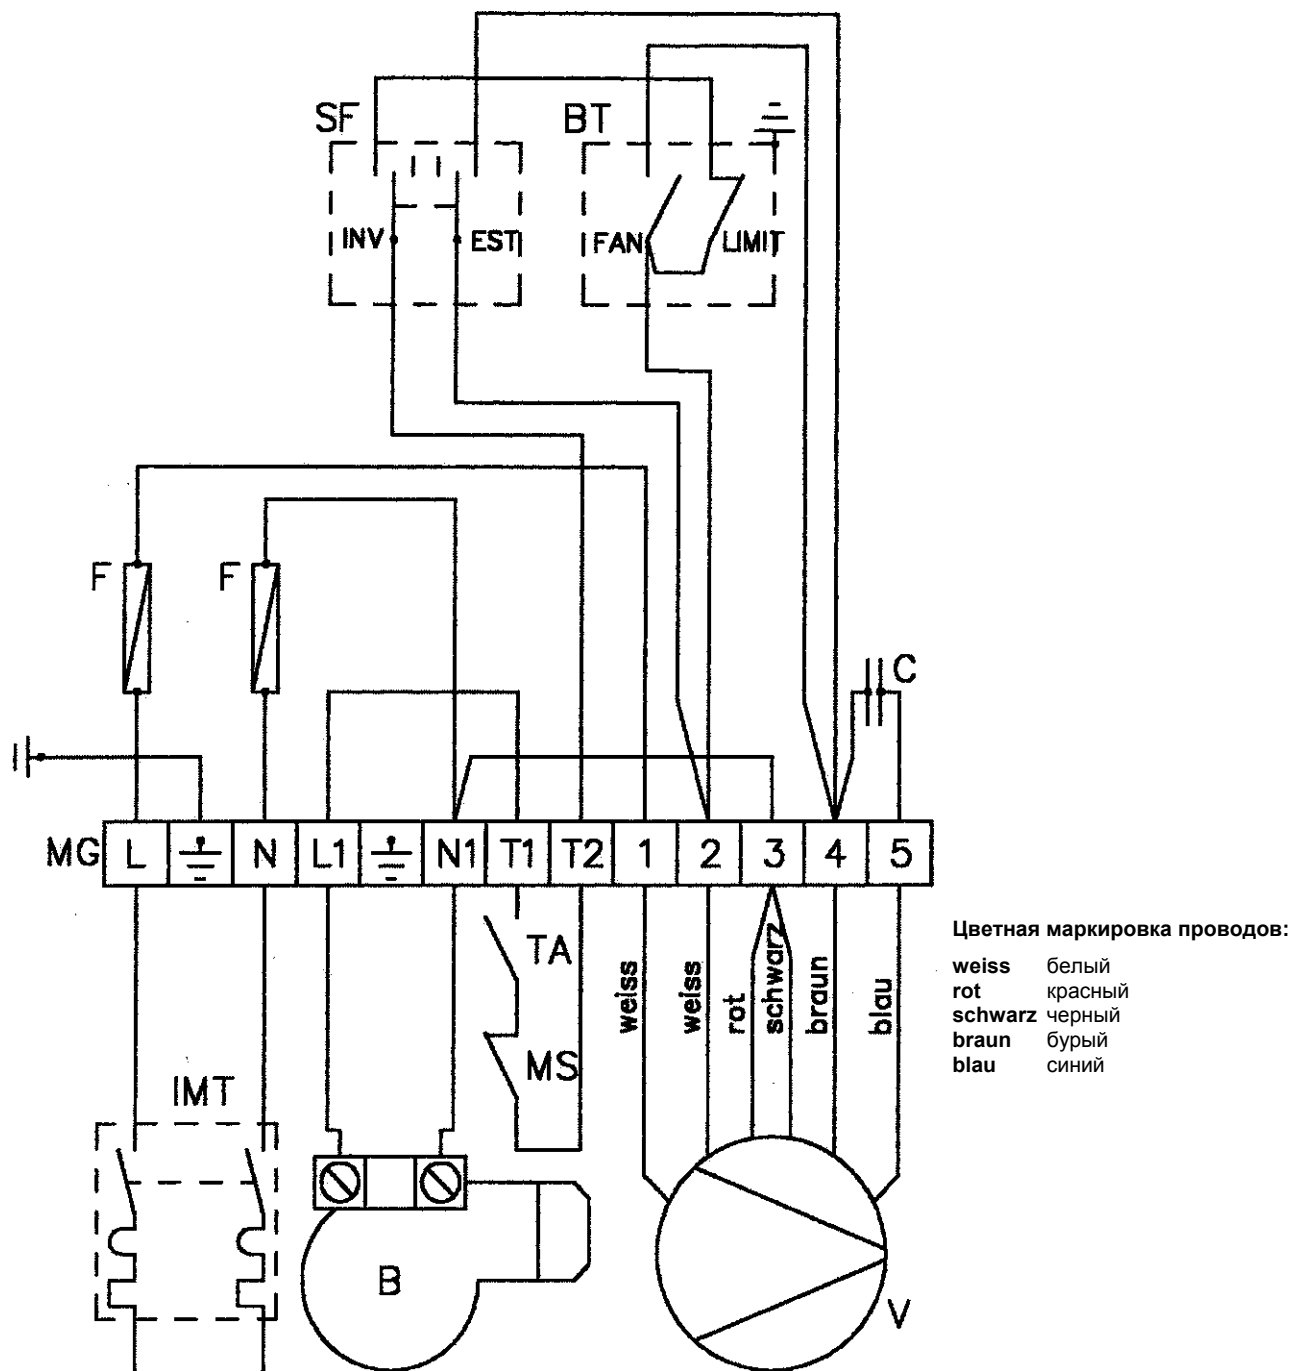 SF
BT
INV
EST
FAN
LIMIT
F
F
C
MG
L
N
L1
N1
T1
T2
1
2
3
4
5
TA
MS
weiss
weiss
rot
schwarz
braun
blau
Цветная маркировка проводов:
weiss белый
rot красный
schwarz черный
braun бурый
blau синий
IMT
B
V